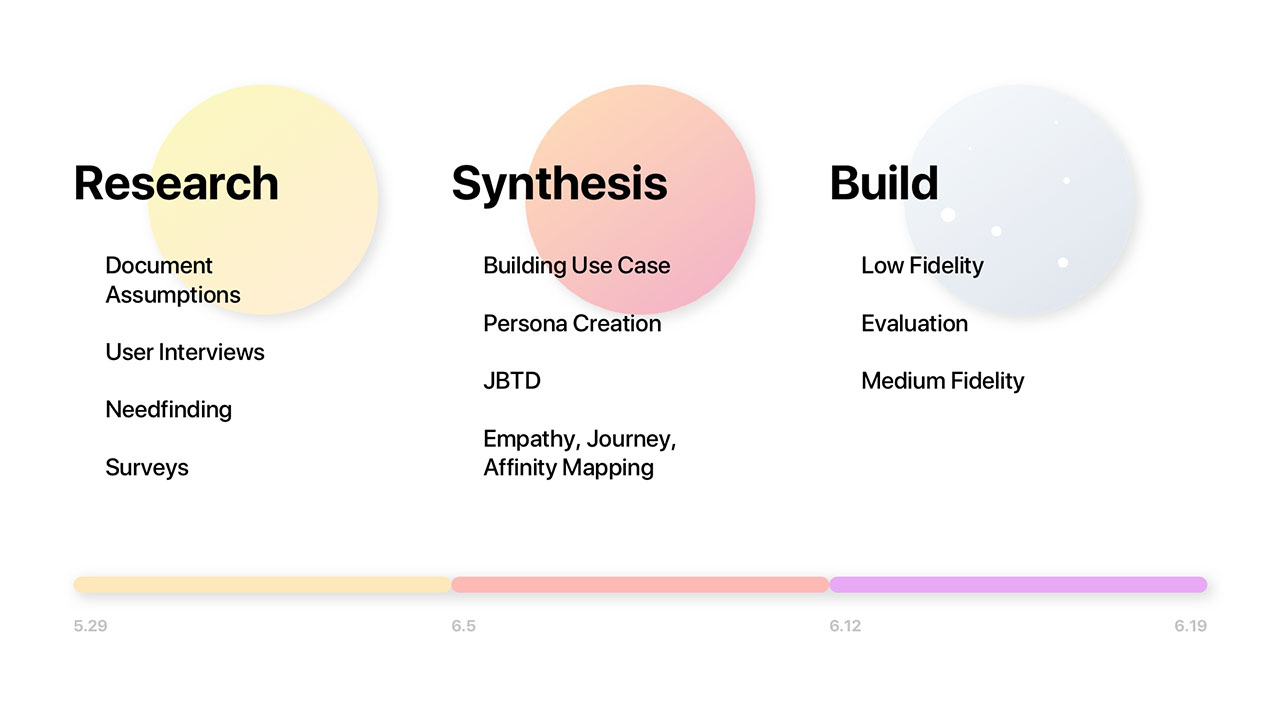 Research
Document
Assumptions
User Interviews
Needfinding
Surveys
Synthesis
Building Use Case
Persona Creation
JBTD
Empathy, Journey,
Affinity Mapping
Build
Low Fidelity
Evaluation
Medium Fidelity
5.29
6.5
6.12
6.19